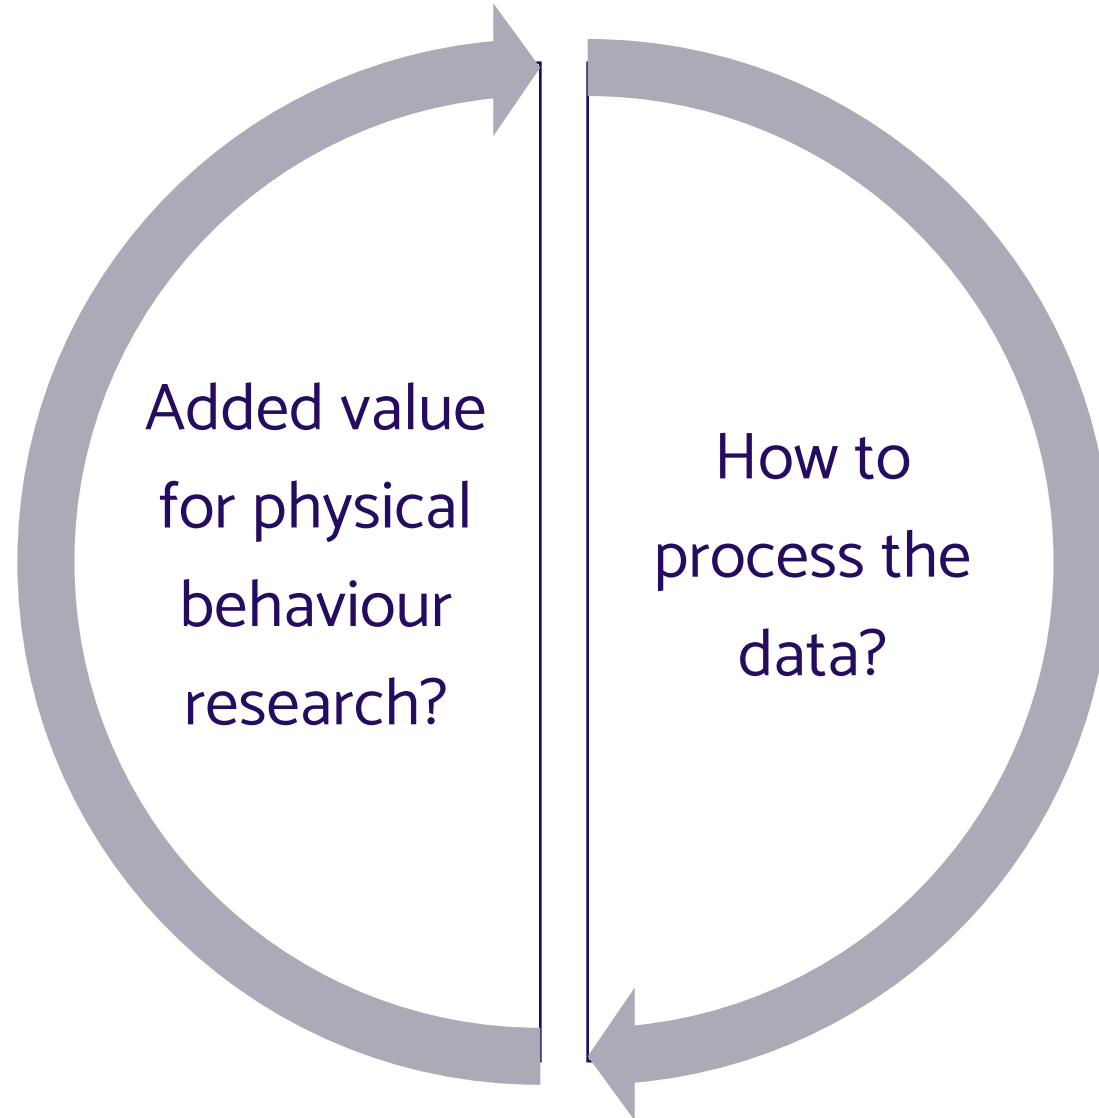 Added value
for physical
behaviour
research?
How to
process the
data?